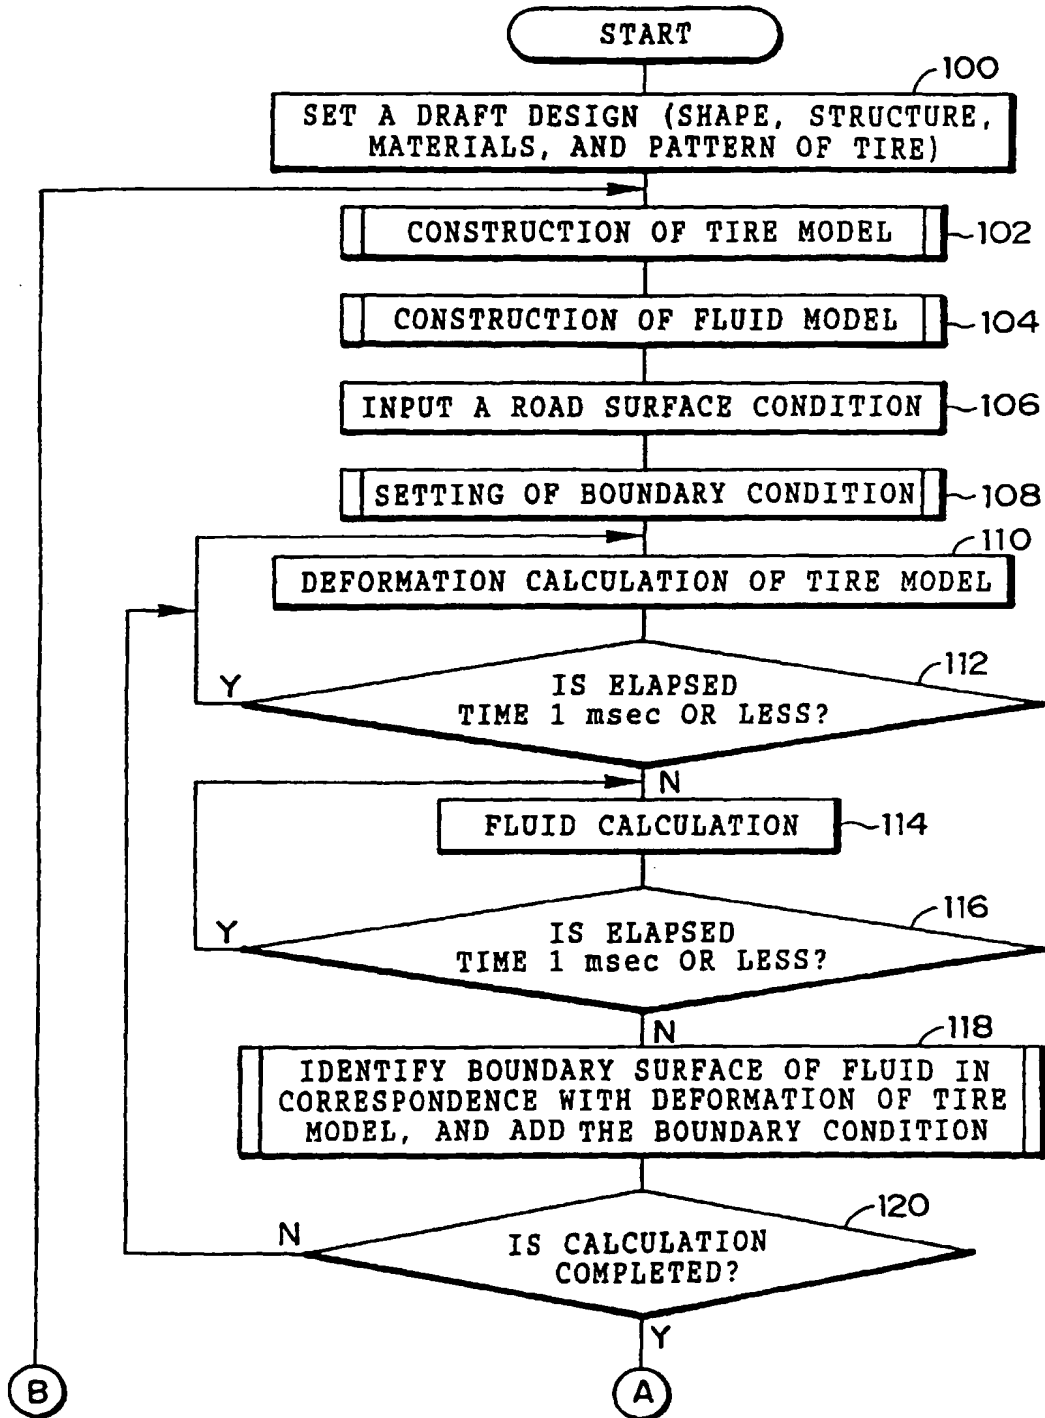 START
100
SET A DRAFT DESIGN (SHAPE, STRUCTURE,
MATERIALS, AND PATTERN OF TIRE)
CONSTRUCTION OF TIRE MODEL
102
CONSTRUCTION OF FLUID MODEL
104
INPUT A ROAD SURFACE CONDITION
106
SETTING OF BOUNDARY CONDITION
108
110
DEFORMATION CALCULATION OF TIRE MODEL
112
Y
IS ELAPSED
TIME 1 msec OR LESS?
N
FLUID CALCULATION
114
116
Y
IS ELAPSED
TIME 1 msec OR LESS?
N
118
IDENTIFY BOUNDARY SURFACE OF FLUID IN
CORRESPONDENCE WITH DEFORMATION OF TIRE
MODEL, AND ADD THE BOUNDARY CONDITION
120
N
IS CALCULATION
COMPLETED?
Y
B
A